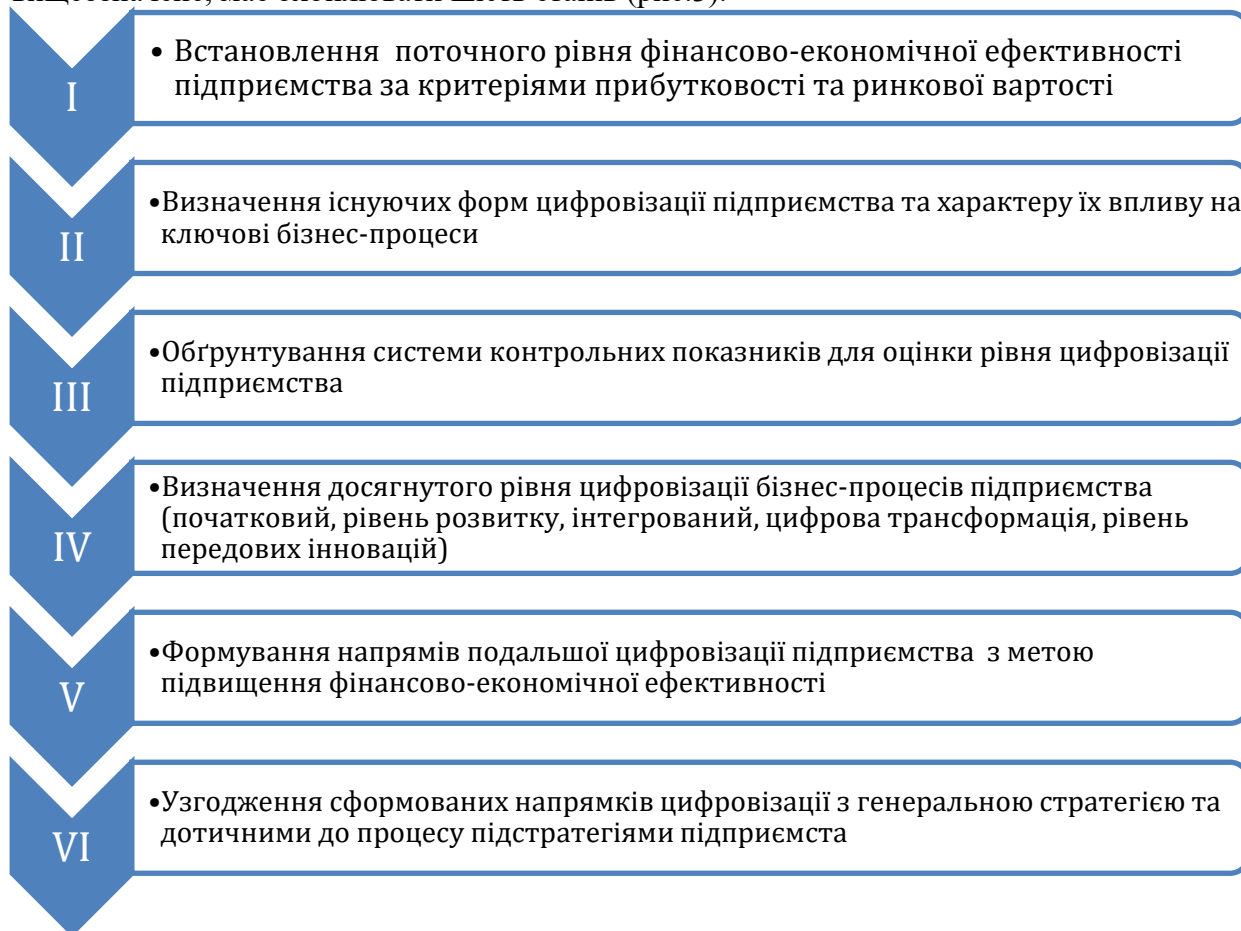 I
• Встановлення поточного рівня фінансово-економічної ефективності
підприємства за критеріями прибутковості та ринкової вартості
II
•Визначення існуючих форм цифровізації підприємства та характеру їх впливу на
ключові бізнес-процеси
III
•Обґрунтування системи контрольних показників для оцінки рівня цифровізації
підприємства
IV
•Визначення досягнутого рівня цифровізації бізнес-процесів підприємства
(початковий, рівень розвитку, інтегрований, цифрова трансформація, рівень
передових інновацій)
V
•Формування напрямів подальшої цифровізації підприємства з метою
підвищення фінансово-економічної ефективності
VI
•Узгодження сформованих напрямків цифровізації з генеральною стратегією та
дотичними до процесу підстратегіями підприємста